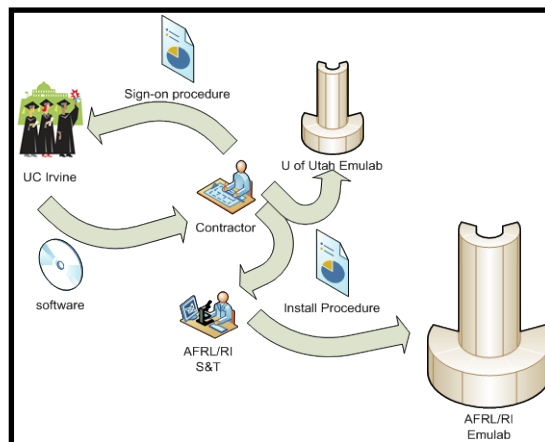 Sign-on procedure
U of Utah Emulab
UC Irvine
Contractor
software
Install Procedure
AFRL/RI
S&T
AFRL/RI
Emulab